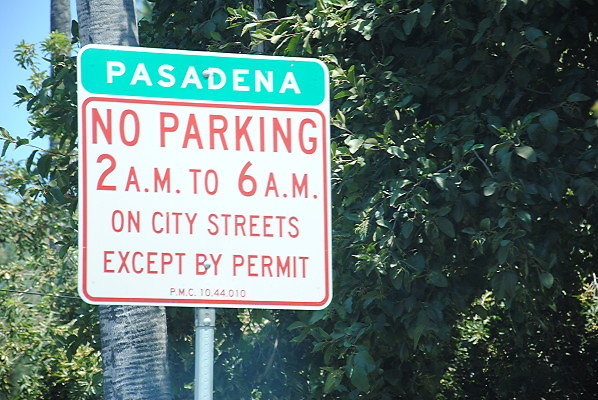 PASADENA
NO PARKING
2 A.M. TO 6 A.M.
ON CITY STREETS
EXCEPT BY PERMIT
P.M.C. 10.44.010